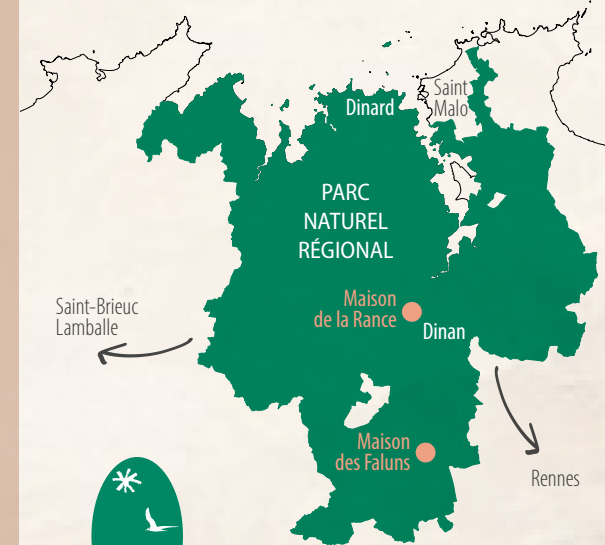 Dinard
Saint
Malo
PARC
NATUREL
RÉGIONAL
Maison
de la Rance
Dinan
Saint-Brieuc
Lamballe
Maison
des Faluns
Rennes